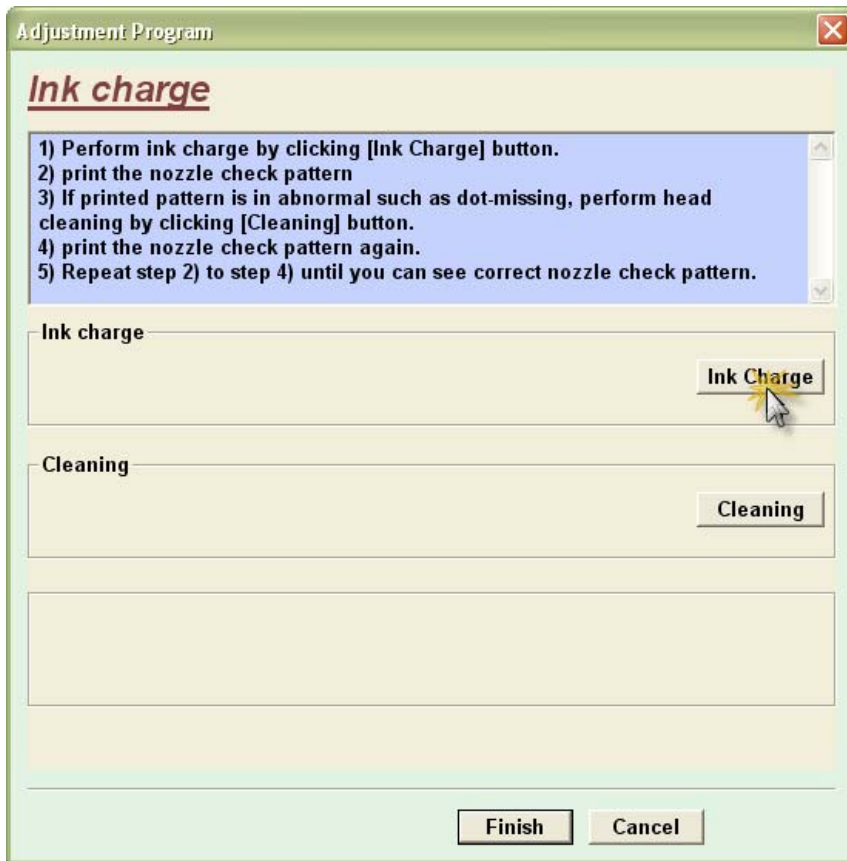 Adjustment Program
Ink charge
1) Perform ink charge by clicking [Ink Charge] button.
2) print the nozzle check pattern
3) If printed pattern is in abnormal such as dot-missing, perform head
cleaning by clicking [Cleaning] button.
4) print the nozzle check pattern again.
5) Repeat step 2) to step 4) until you can see correct nozzle check pattern.
Ink charge
Ink Charge
Cleaning
Cleaning
Finish
Cancel